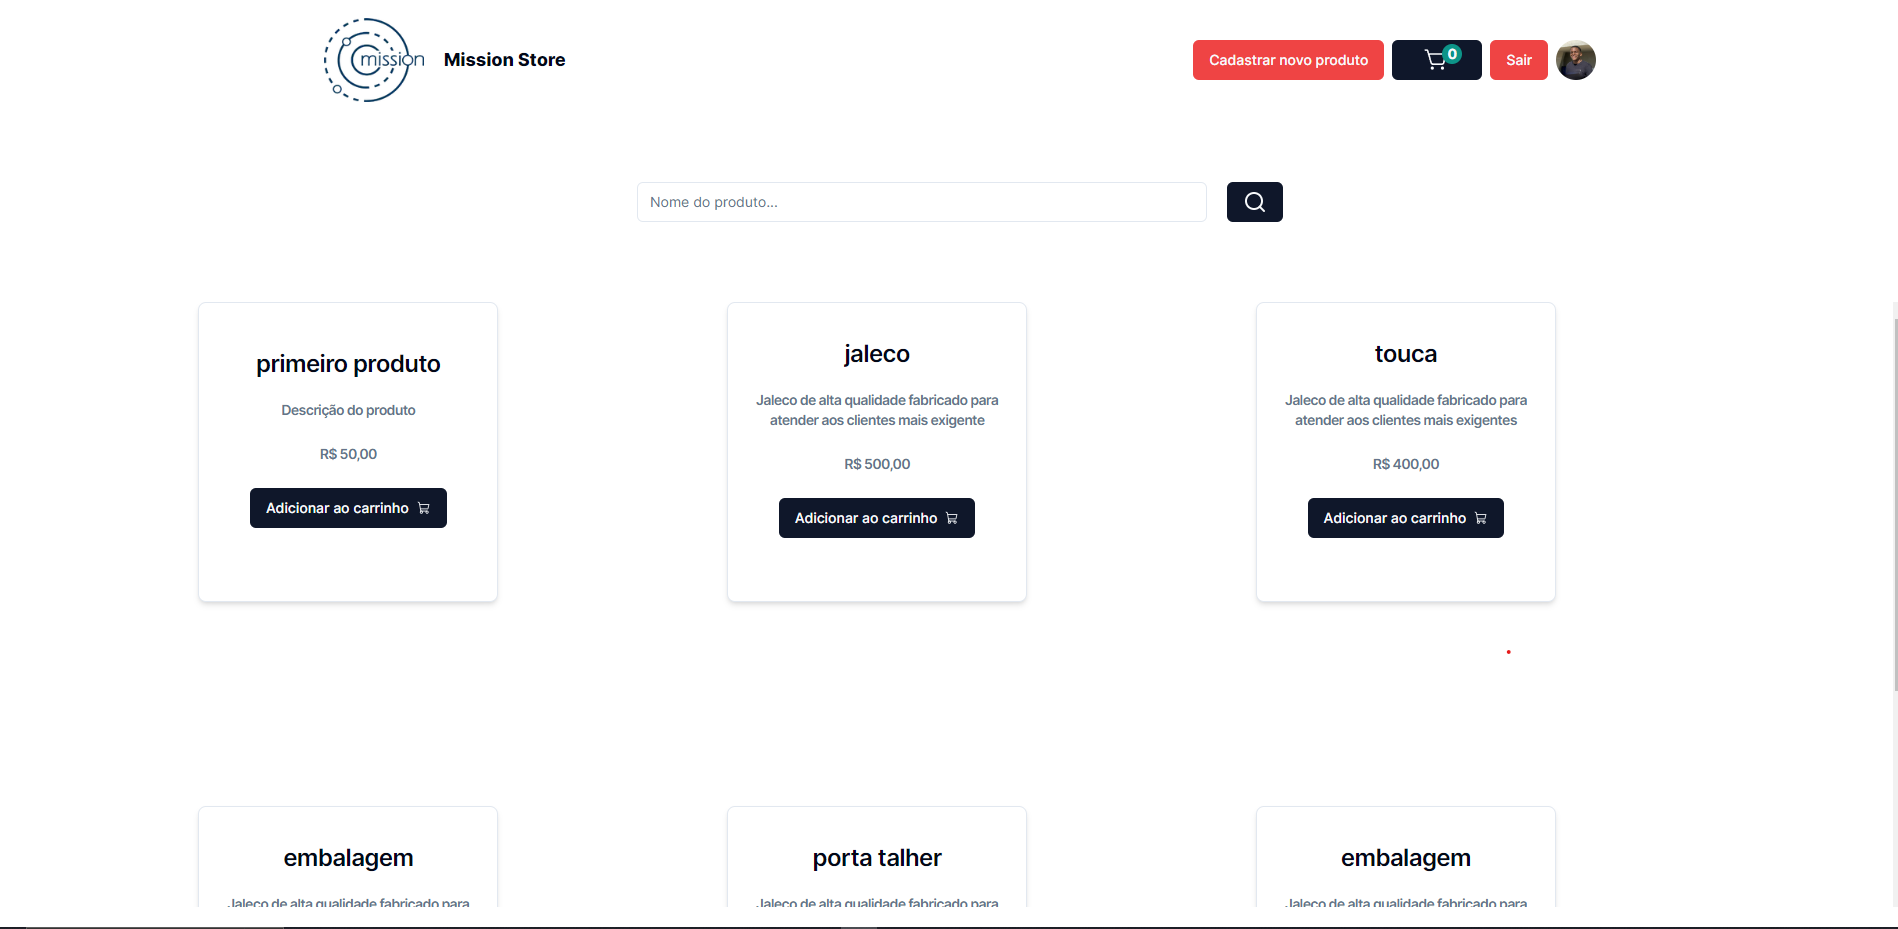 mission
Mission Store
Cadastrar novo produto
0
Sair
Nome do produto...
primeiro produto
Descrição do produto
R$ 50,00
Adicionar ao carrinho
jaleco
Jaleco de alta qualidade fabricado para
atender aos clientes mais exigente
R$ 500,00
Adicionar ao carrinho
touca
Jaleco de alta qualidade fabricado para
atender aos clientes mais exigentes
R$ 400,00
Adicionar ao carrinho
embalagem
Jaleco de alta qualidade fabricado para
porta talher
Jaleco de alta qualidade fabricado para
embalagem
Jaleco de alta qualidade fabricado para